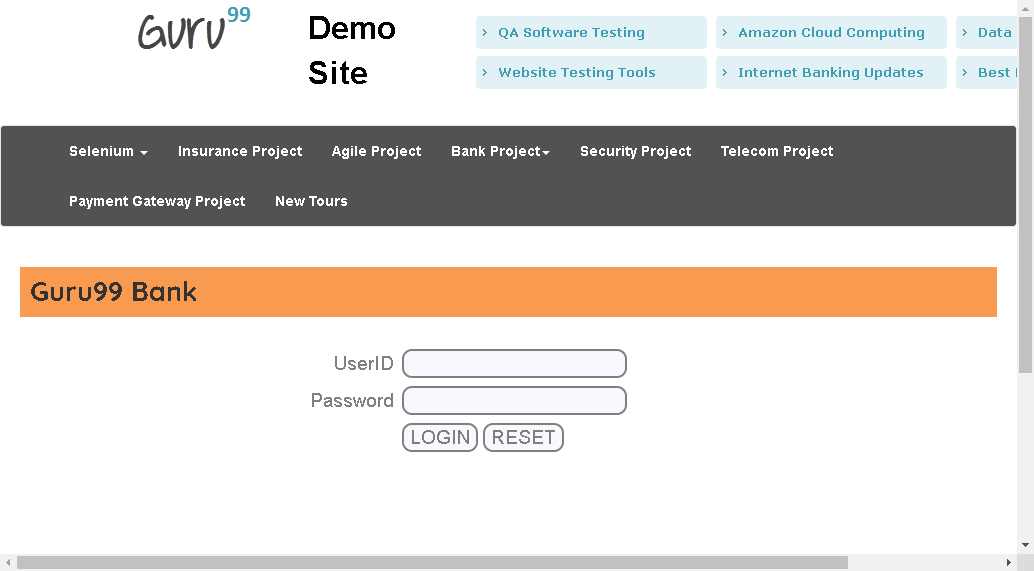 Guru99
Demo
Site
QA Software Testing
Amazon Cloud Computing
Data
Website Testing Tools
Internet Banking Updates
Best
Selenium
Insurance Project
Agile Project
Bank Project
Security Project
Telecom Project
Payment Gateway Project
New Tours
Guru99 Bank
UserID
Password
LOGIN RESET